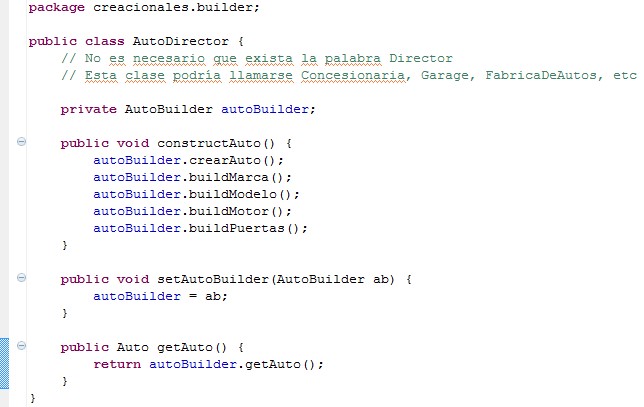 package creacionales.builder;
public class AutoDirector {
// No es necesario que exista la palabra Director
// Esta clase podría llamarse Concesionaria, Garage, FabricaDeAutos, etc
private AutoBuilder autoBuilder;
public void constructAuto() {
autoBuilder.crearAuto();
autoBuilder.buildMarca();
autoBuilder.buildModelo();
autoBuilder.buildMotor();
autoBuilder.buildPuertas();
}
public void setAutoBuilder(AutoBuilder ab) {
autoBuilder = ab;
}
public Auto getAuto() {
return autoBuilder.getAuto();
}
}